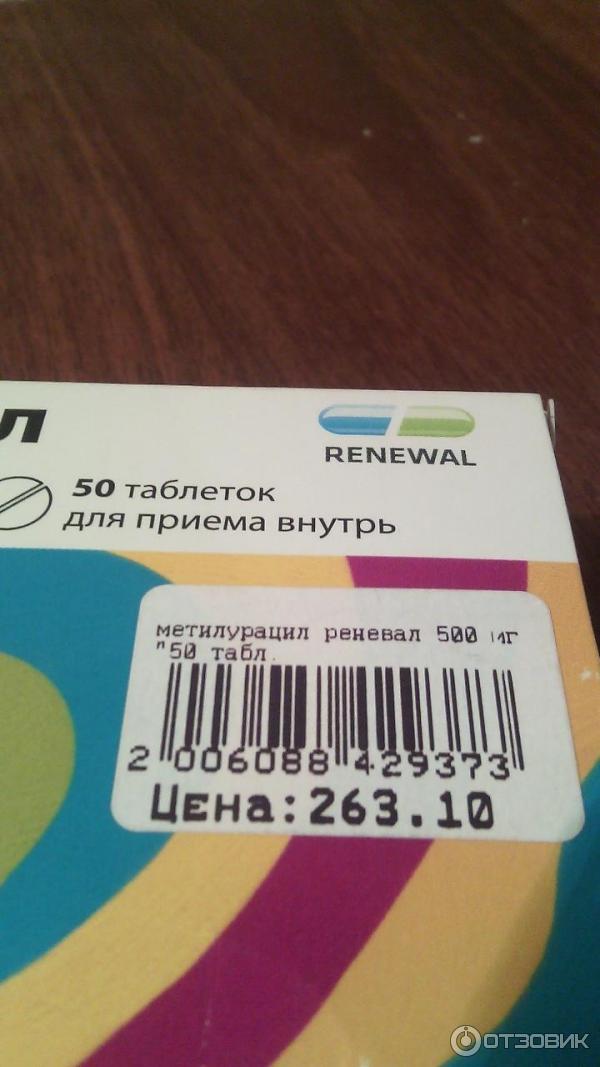 л
RENEWAL
50 таблеток
для приема внутрь
метилурацил реневал 500 мг
"50 табл.
2 006088 429373
Цена:263.10
ОТЗОВИК